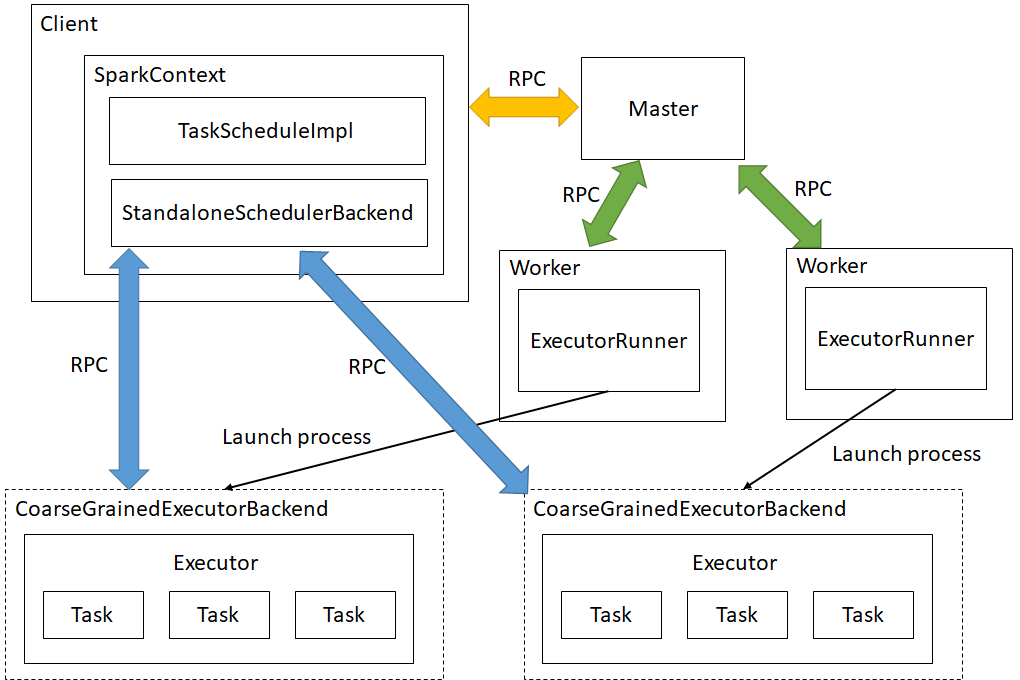 Client
SparkContext
TaskScheduleImpl
StandaloneSchedulerBackend
RPC
Master
RPC
RPC
Worker
ExecutorRunner
Worker
ExecutorRunner
RPC
RPC
Launch process
Launch process
CoarseGrainedExecutorBackend
Executor
Task
Task
Task
CoarseGrainedExecutorBackend
Executor
Task
Task
Task